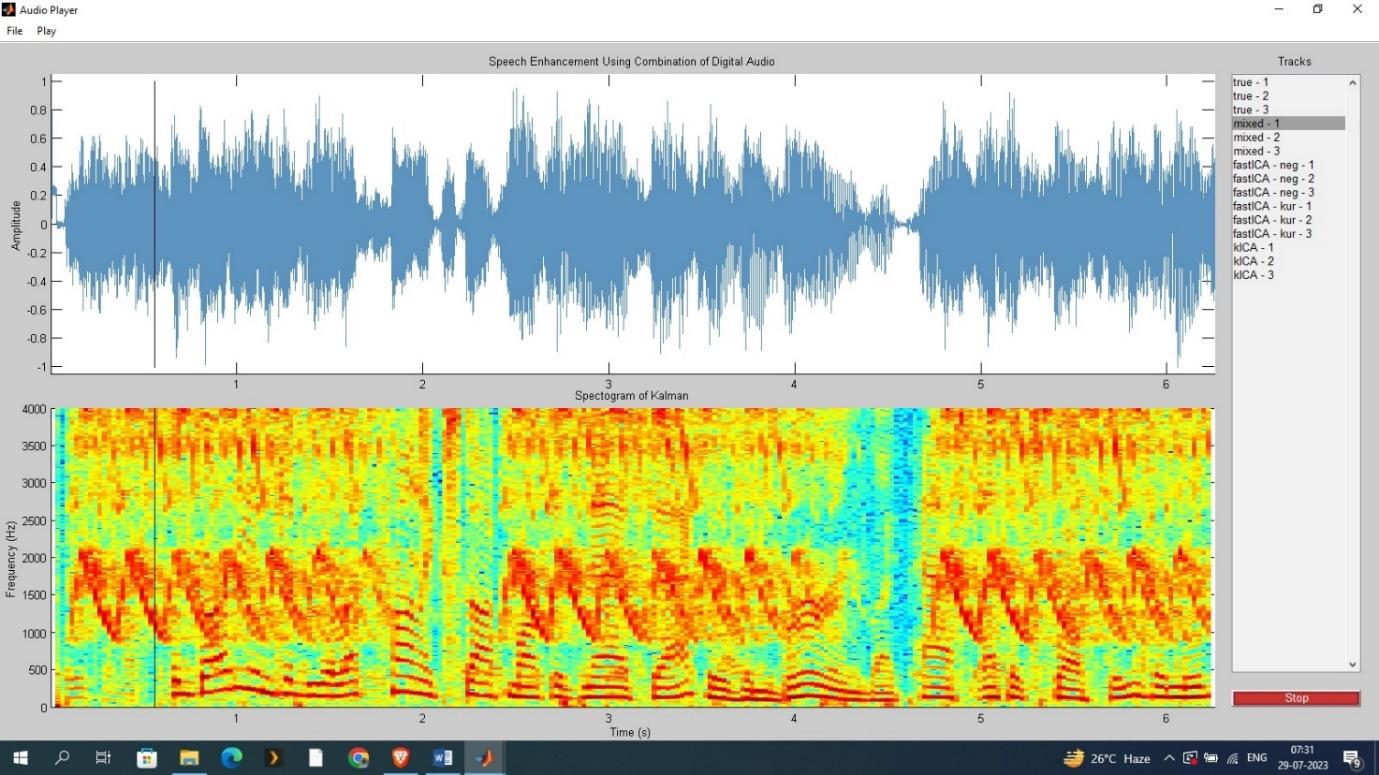 Audio Player
File Play
Speech Enhancement Using Combination of Digital Audio
Tracks
1
0.8
0.6
0.4
0.2
0
-0.2
-0.4
-0.6
-0.8
-1
Amplitude
1 2 3 4 5 6
true - 1
true - 2
true - 3
mixed - 1
mixed - 2
mixed - 3
fastICA - neg - 1
fastICA - neg - 2
fastICA - neg - 3
fastICA - kur - 1
fastICA - kur - 2
fastICA - kur - 3
kICA - 1
kICA - 2
kICA - 3
Spectogram of Kalman
4000
3500
3000
2500
2000
1500
1000
500
0
Frequency (Hz)
1 2 3 4 5 6
Time (s)
Stop
26°C Haze
ENG
07:31
29-07-2023
9